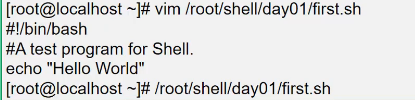 [root@localhost ~]# vim /root/shell/day01/first.sh
#!/bin/bash
#A test program for Shell.
echo "Hello World"
[root@localhost ~]# /root/shell/day01/first.sh